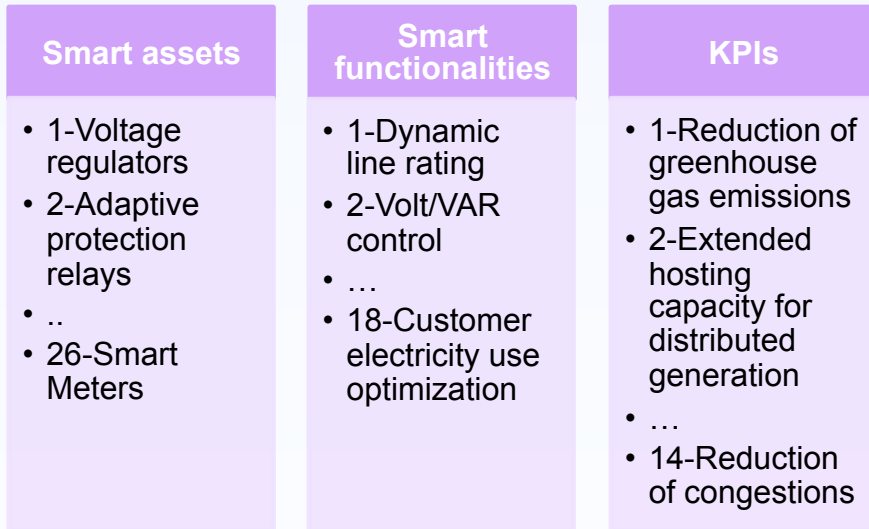 Smart assets
• 1-Voltage
regulators
• 2-Adaptive
protection
relays
• ..
• 26-Smart
Meters
Smart
functionalities
• 1-Dynamic
line rating
• 2-Volt/VAR
control
• …
• 18-Customer
electricity use
optimization
KPIs
• 1-Reduction of
greenhouse
gas emissions
• 2-Extended
hosting
capacity for
distributed
generation
• …
• 14-Reduction
of congestions